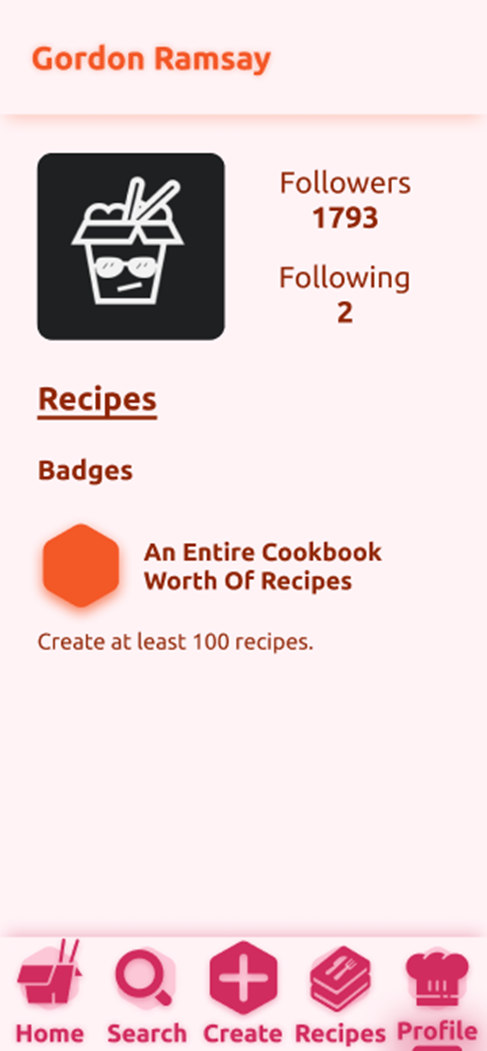 Gordon Ramsay
Followers
1793
Following
2
Recipes
Badges
An Entire Cookbook
Worth Of Recipes
Create at least 100 recipes.
Home Search Create Recipes Profile